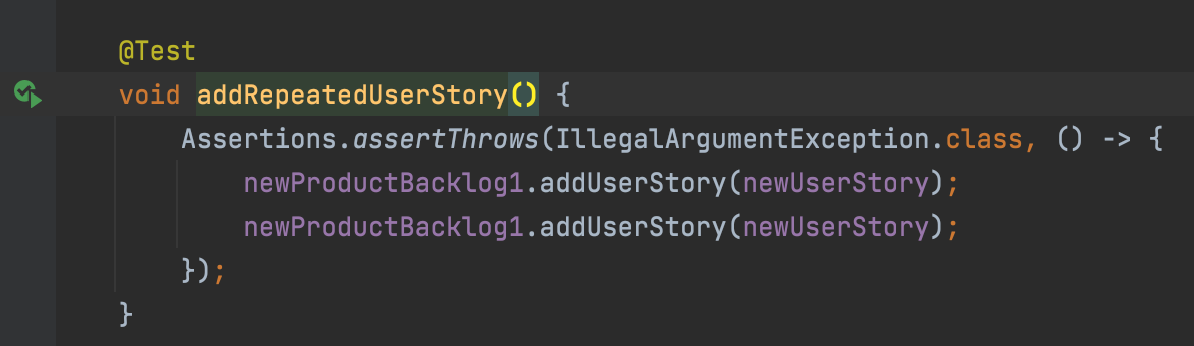 @Test
void addRepeatedUserStory() {
Assertions.assertThrows(IllegalArgumentException.class, () -> {
newProductBacklog1.addUserStory(newUserStory);
newProductBacklog1.addUserStory(newUserStory);
});
}